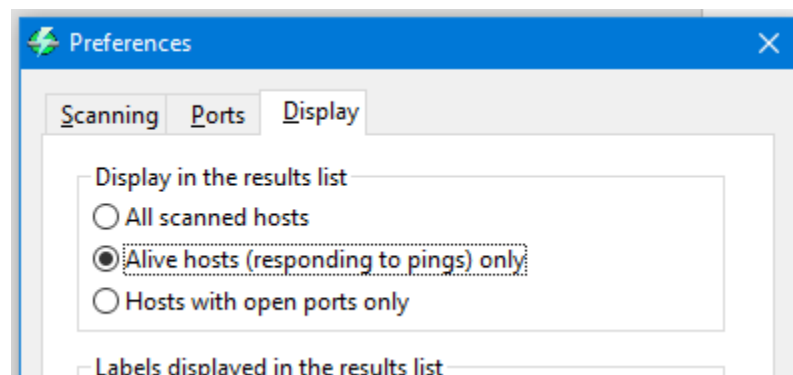 Preferences
Scanning Ports Display
Display in the results list
All scanned hosts
Alive hosts (responding to pings) only
Hosts with open ports only
Labels displayed in the results list